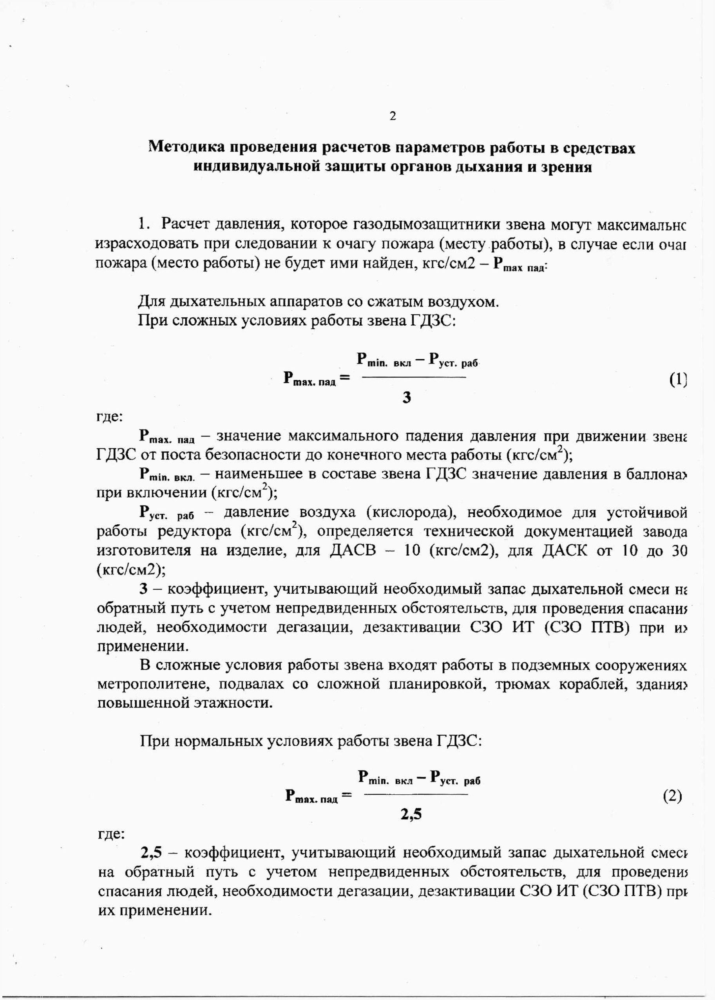 2
Методика проведения расчетов параметров работы в средствах
индивидуальной защиты органов дыхания и зрения
1. Расчет давления, которое газодымозащитники звена могут максимальнс
израсходовать при следовании к очагу пожара (месту работы), в случае если очаг
пожара (место работы) не будет ими найден, кгс/см2 – Pmax пад:
Для дыхательных аппаратов со сжатым воздухом.
При сложных условиях работы звена ГДЗС:
Pmin. вкл – Pуст. раб
Pmax. пад = (1)
3
где:
Pmax. пад – значение максимального падения давления при движении звена
ГДЗС от поста безопасности до конечного места работы (кгс/см²);
Pmin. вкл. – наименьшее в составе звена ГДЗС значение давления в баллонах
при включении (кгс/см²);
Pуст. раб – давление воздуха (кислорода), необходимое для устойчивой
работы редуктора (кгс/см²), определяется технической документацией завода
изготовителя на изделие, для ДАСВ – 10 (кгс/см2), для ДАСК от 10 до 30
(кгс/см2);
3 – коэффициент, учитывающий необходимый запас дыхательной смеси на
обратный путь с учетом непредвиденных обстоятельств, для проведения спасания
людей, необходимости дегазации, дезактивации СЗО ИТ (СЗО ПТВ) при их
применении.
В сложные условия работы звена входят работы в подземных сооружениях
метрополитене, подвалах со сложной планировкой, трюмах кораблей, зданиях
повышенной этажности.
При нормальных условиях работы звена ГДЗС:
Pmin. вкл – Pуст. раб
Pmax. пад = (2)
2,5
где:
2,5 – коэффициент, учитывающий необходимый запас дыхательной смеси
на обратный путь с учетом непредвиденных обстоятельств, для проведения
спасания людей, необходимости дегазации, дезактивации СЗО ИТ (СЗО ПТВ) при
их применении.